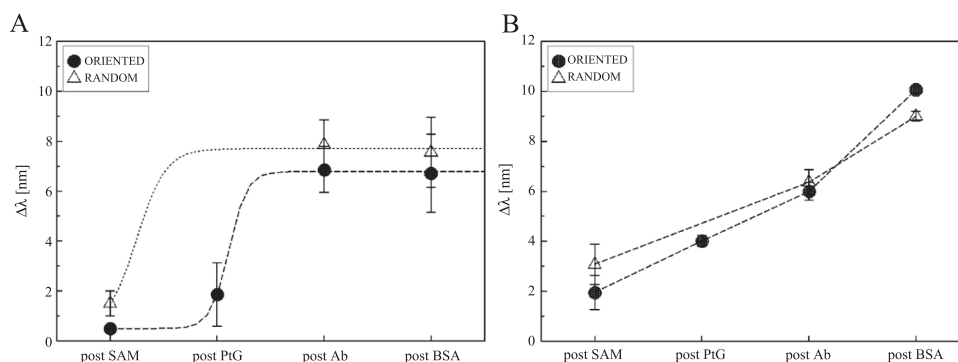 A
B
12
ORIENTED
RANDOM
10
8
6
4
2
0
Δλ [nm]
post SAM
post PtG
post Ab
post BSA
12
ORIENTED
RANDOM
10
8
6
4
2
0
Δλ [nm]
post SAM
post PtG
post Ab
post BSA